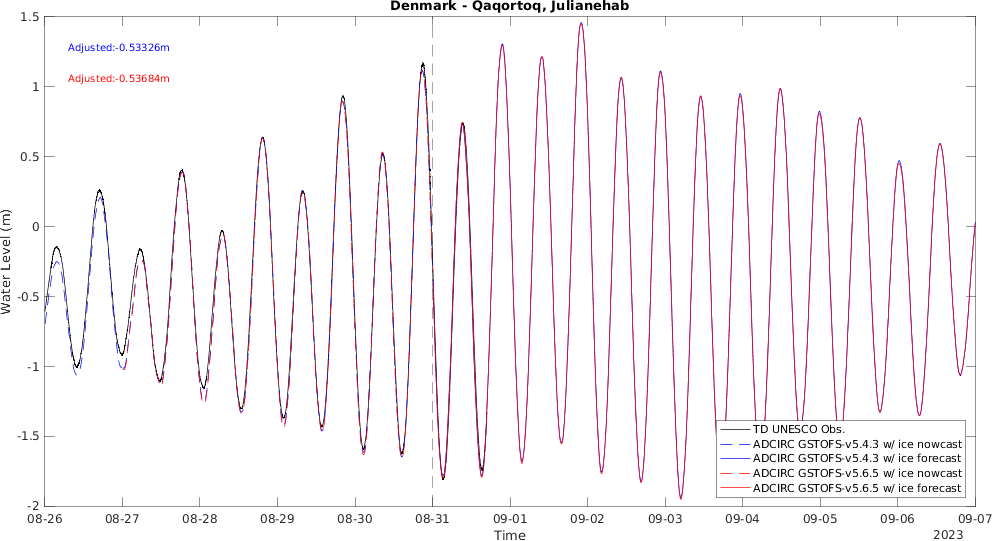 Denmark - Qaqortoq, Julianehab
Adjusted:-0.53326m
Adjusted:-0.53684m
Water Level (m)
1.5
1
0.5
0
-0.5
-1
-1.5
-2
TD UNESCO Obs.
ADCIRC GSTOFS-v5.4.3 w/ ice nowcast
ADCIRC GSTOFS-v5.4.3 w/ ice forecast
ADCIRC GSTOFS-v5.6.5 w/ ice nowcast
ADCIRC GSTOFS-v5.6.5 w/ ice forecast
08-26 08-27 08-28 08-29 08-30 08-31 09-01 09-02 09-03 09-04 09-05 09-06 09-07
Time
2023